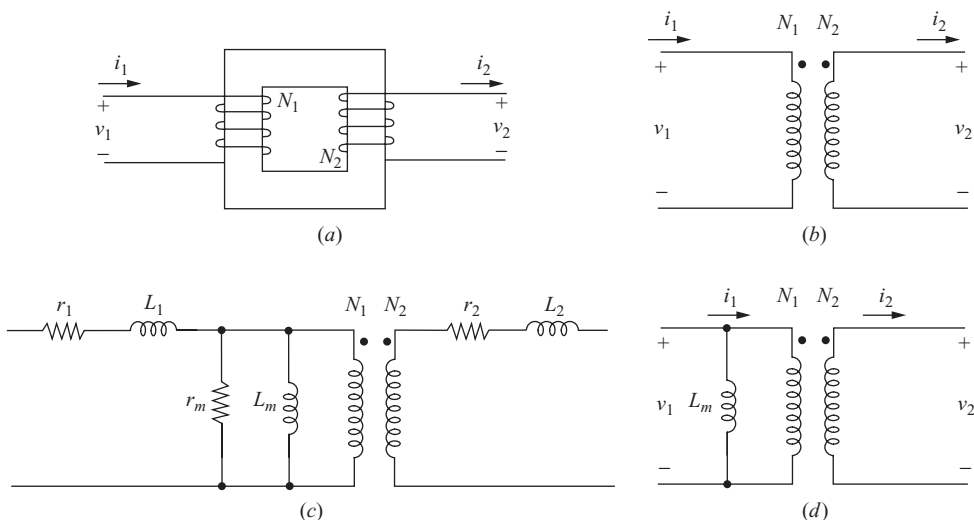 i1
i2
+
+
N1
v1
v2
−
−
N2
(a)
i1
N1
N2
i2
+
+
v1
v2
−
−
(b)
r1
L1
N1
N2
r2
L2
rm
Lm
(c)
i1
N1
N2
i2
+
+
v1
Lm
v2
−
−
(d)